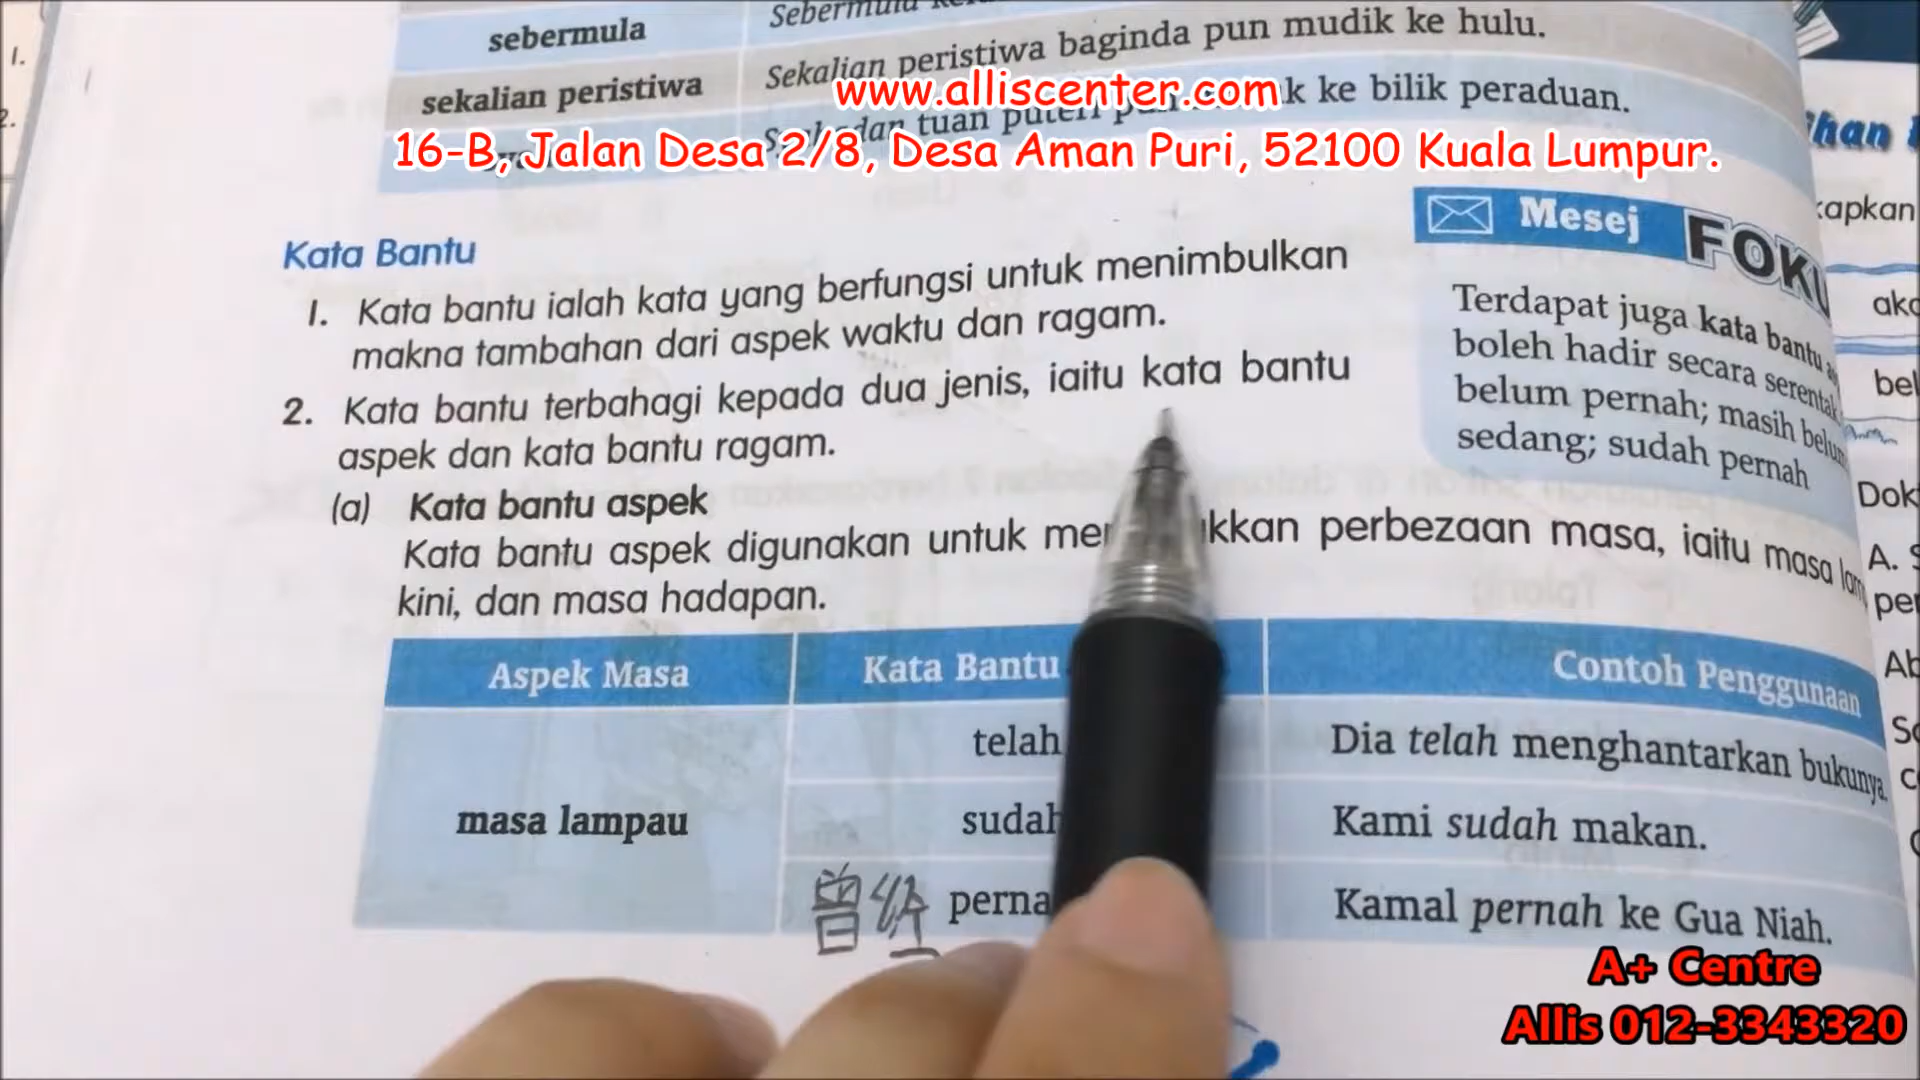 1.
2.
sebermula Sebermula
sekalian peristiwa Sekalian peristiwa baginda pun mudik ke hulu.
tuan puteri ke bilik peraduan.
www.alliscenter.com
16-B, Jalan Desa 2/8, Desa Aman Puri, 52100 Kuala Lumpur.
Kata Bantu
1. Kata bantu ialah kata yang berfungsi untuk menimbulkan
makna tambahan dari aspek waktu dan ragam.
2. Kata bantu terbahagi kepada dua jenis, iaitu kata bantu
aspek dan kata bantu ragam.
(a) Kata bantu aspek
Kata bantu aspek digunakan untuk perbezaan masa, iaitu masa
kini, dan masa hadapan.
Mesej
FOKU
Terdapat juga kata bantu
boleh hadir secara serentak
belum pernah; masih belum
sedang; sudah pernah
Aspek Masa Kata Bantu Contoh Penggunaan
masa lampau
telah Dia telah menghantarkan bukunya.
sudah Kami sudah makan.
曾经 perna Kamal pernah ke Gua Niah.
han
kapkan
bel
Dok
A.
per
Ab
A+ Centre
Allis 012-3343320